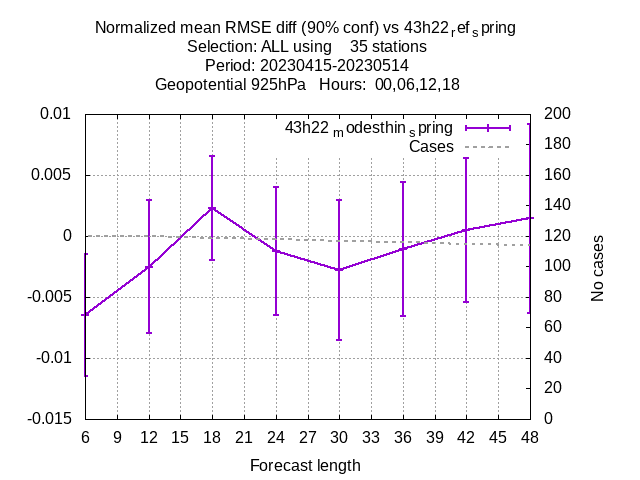 Normalized mean RMSE diff (90% conf) vs 43h22refspring
Selection: ALL using 35 stations
Period: 20230415-20230514
Geopotential 925hPa Hours: 00,06,12,18
0.01
0.005
0
-0.005
-0.01
-0.015
43h22modesthinspring
Cases
200
180
160
140
120
100
80
60
40
20
0
No cases
6 9 12 15 18 21 24 27 30 33 36 39 42 45 48
Forecast length